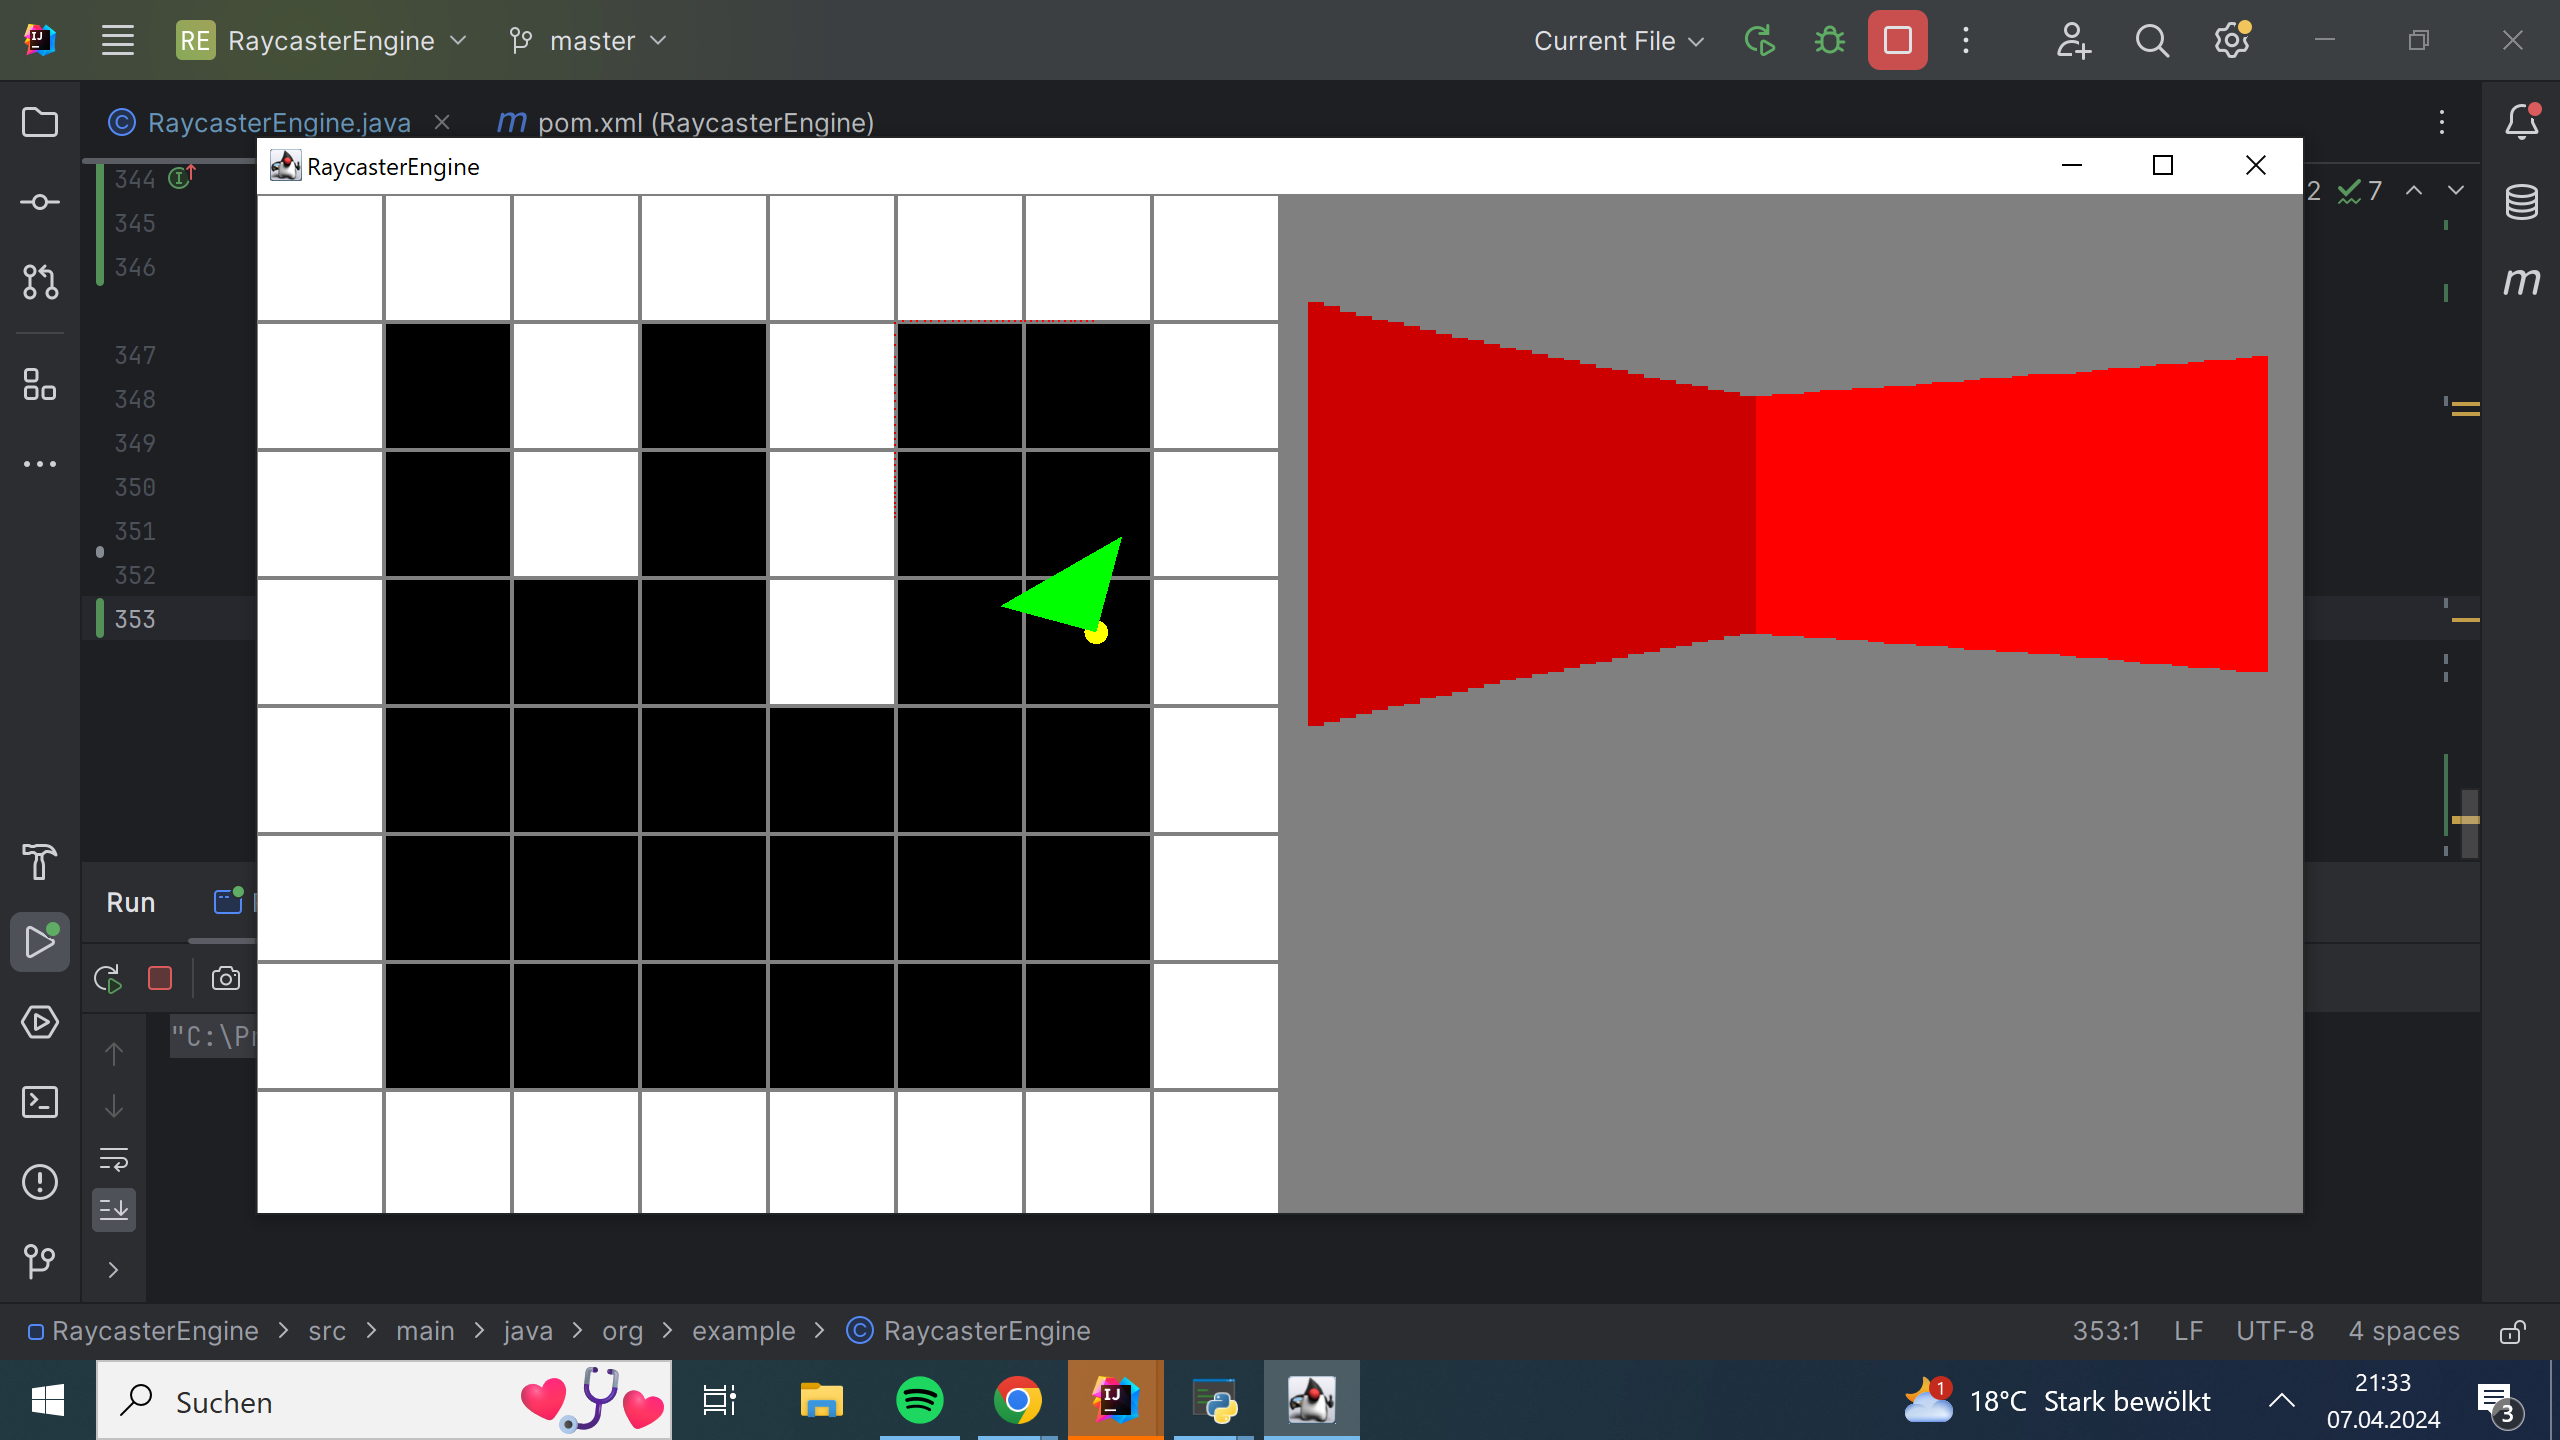 RE RaycasterEngine master Current File
RaycasterEngine.java pom.xml (RaycasterEngine)
RaycasterEngine
344 2 7
345
346
347
348
349
350
351
352
353
Run
"C:\Pr
RaycasterEngine > src > main > java > org > example > RaycasterEngine 353:1 LF UTF-8 4 spaces
Suchen 1 18°C Stark bewölkt 21:33
07.04.2024 3